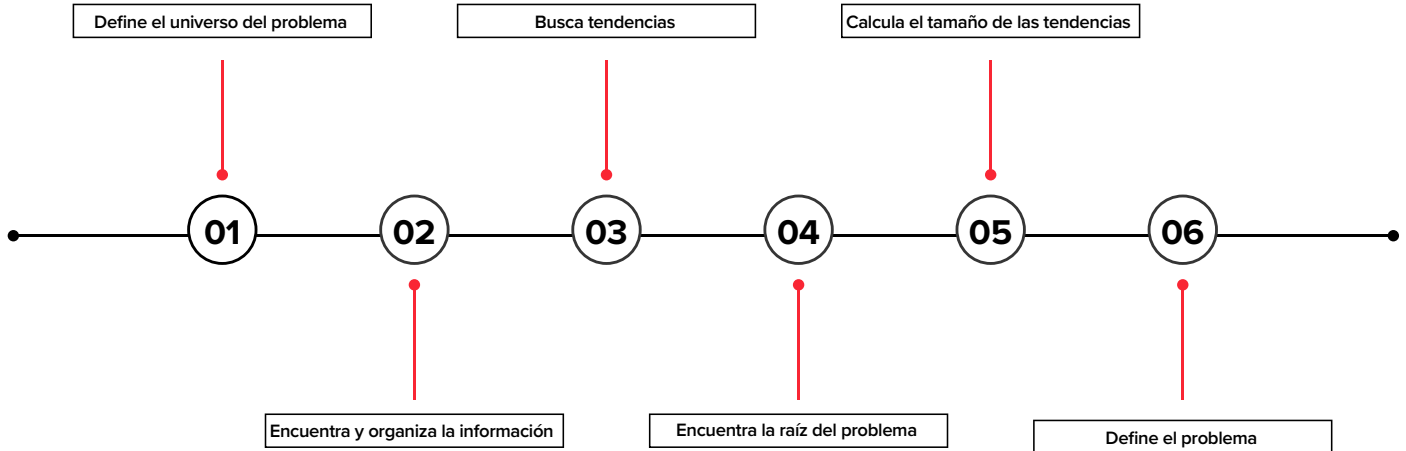 Define el universo del problema
Busca tendencias
Calcula el tamaño de las tendencias
01
02
03
04
05
06
Encuentra y organiza la información
Encuentra la raíz del problema
Define el problema